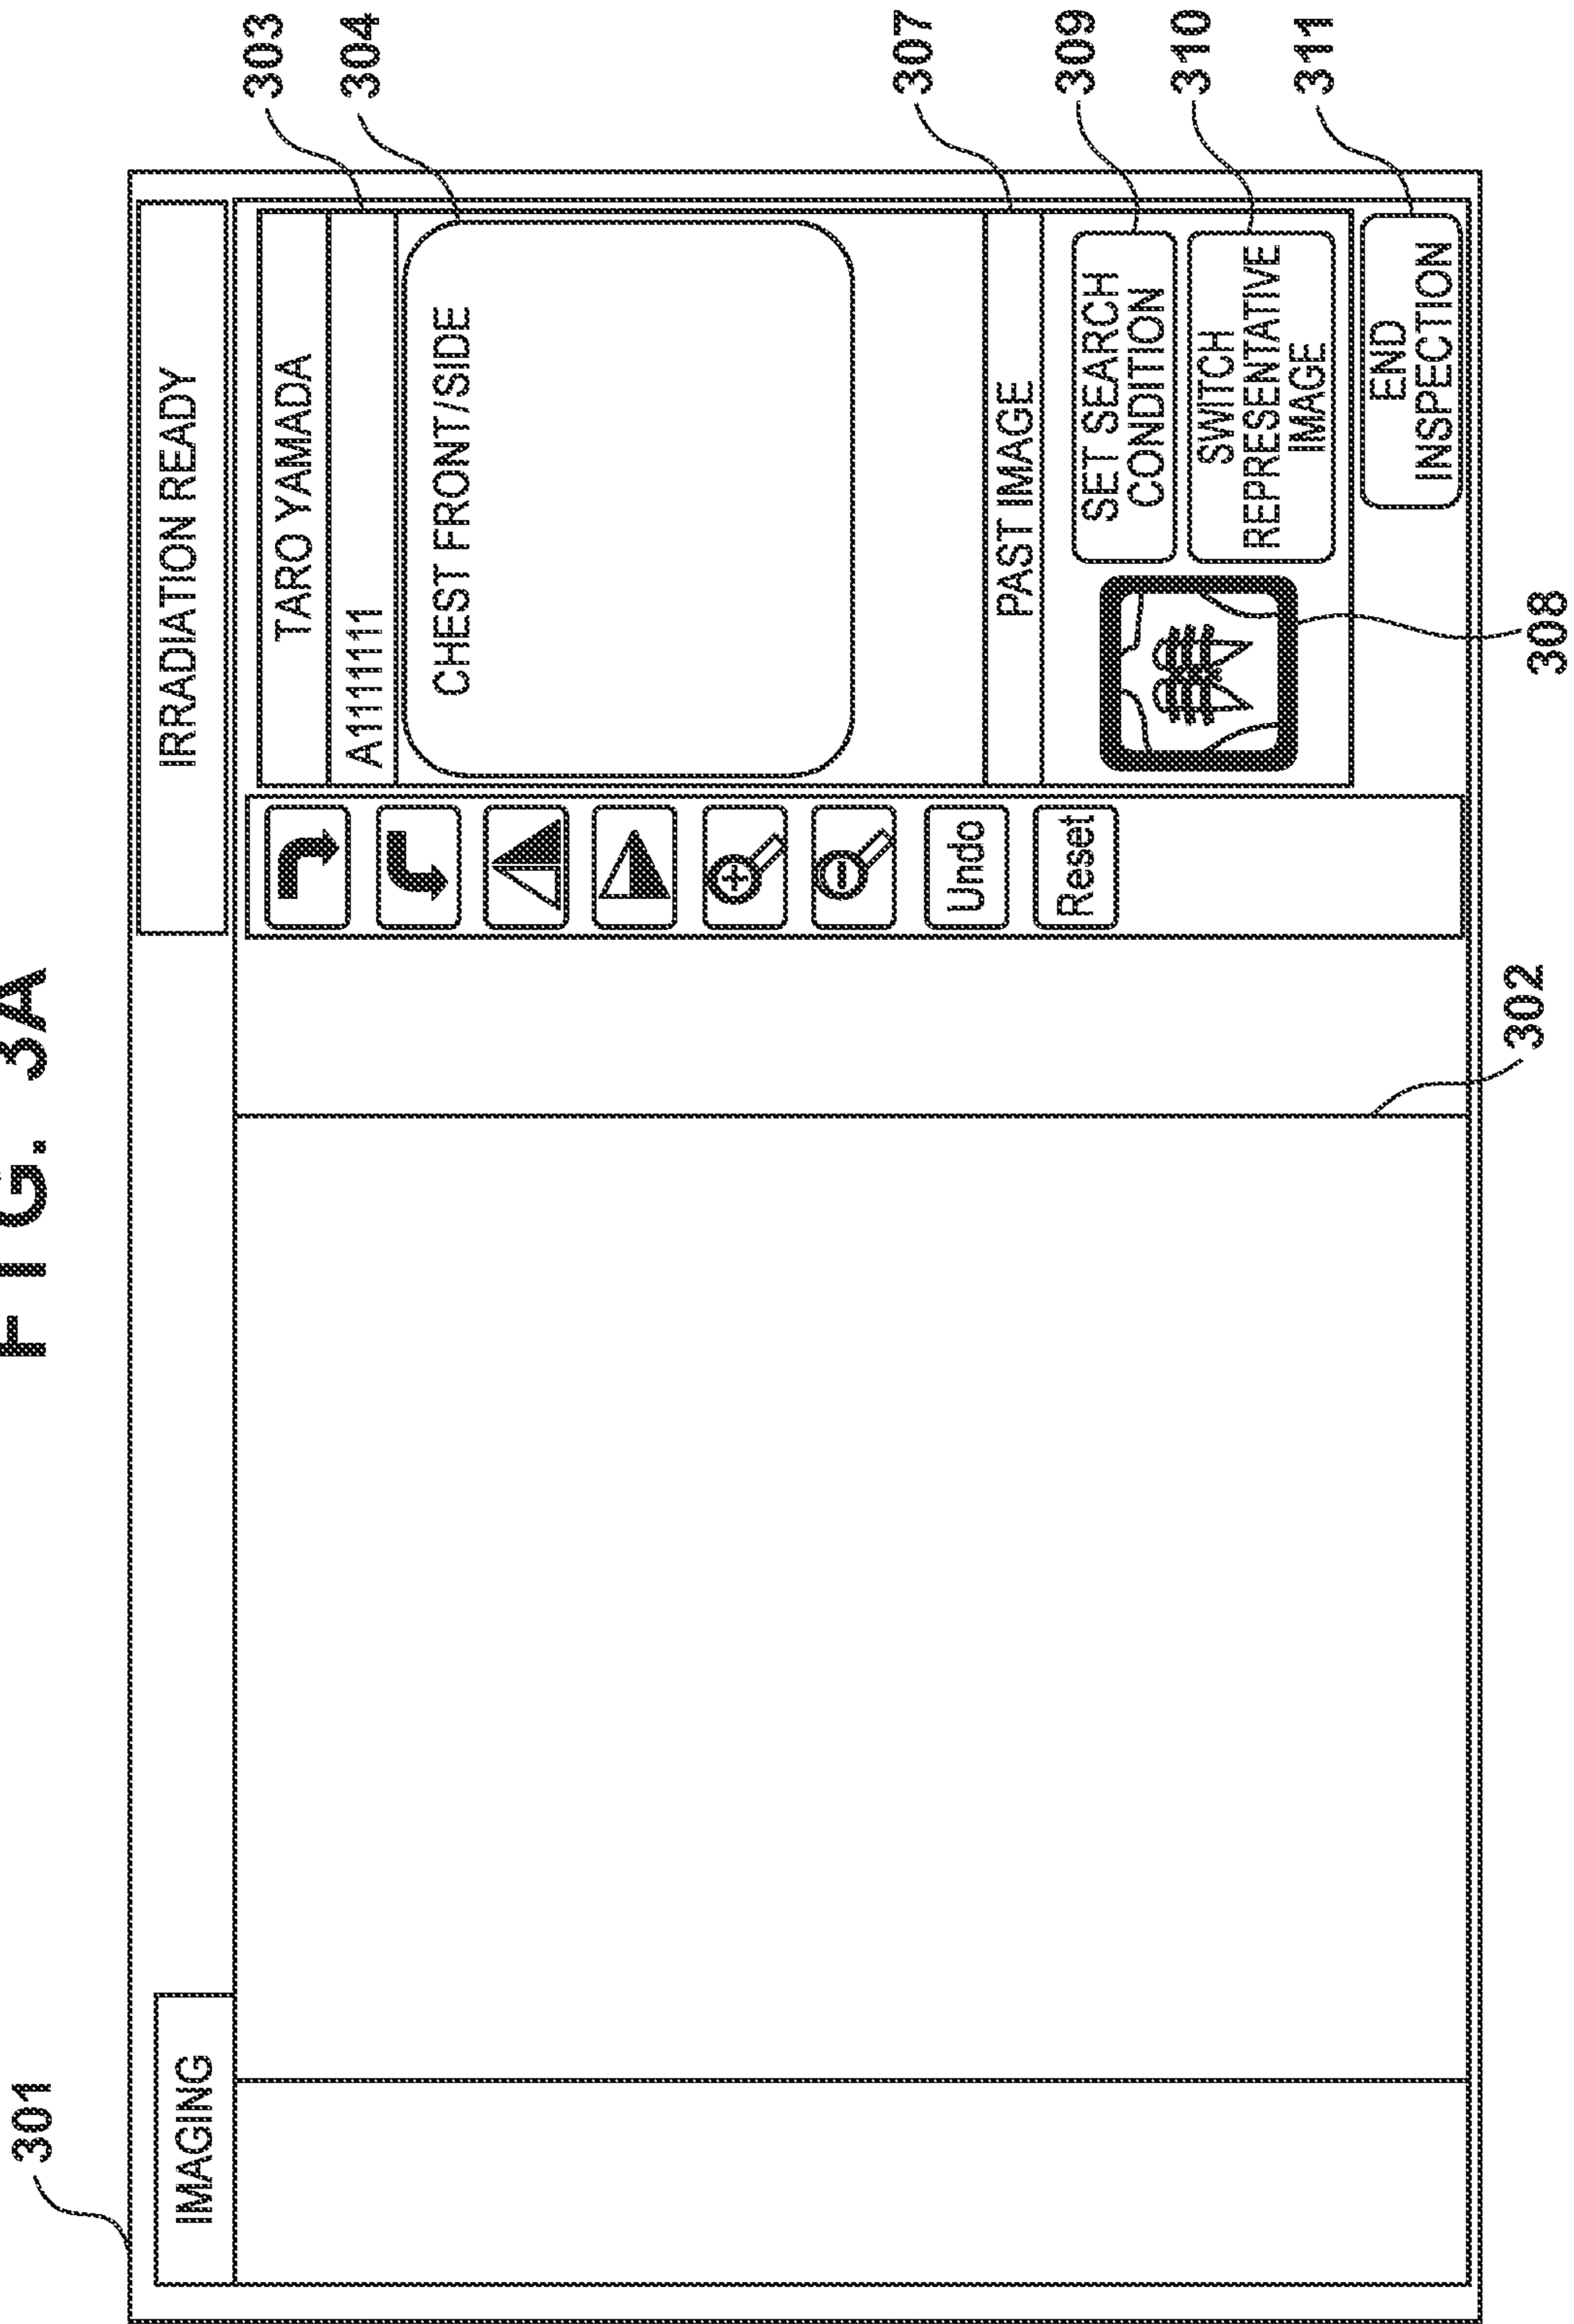 FIG. 3A
301
IMAGING
IRRADIATION READY
TARO YAMADA
303
A1111111
304
CHEST FRONT/SIDE
Undo
Reset
PAST IMAGE
307
SET SEARCH
CONDITION
309
SWITCH
REPRESENTATIVE
IMAGE
310
END
INSPECTION
311
302
308